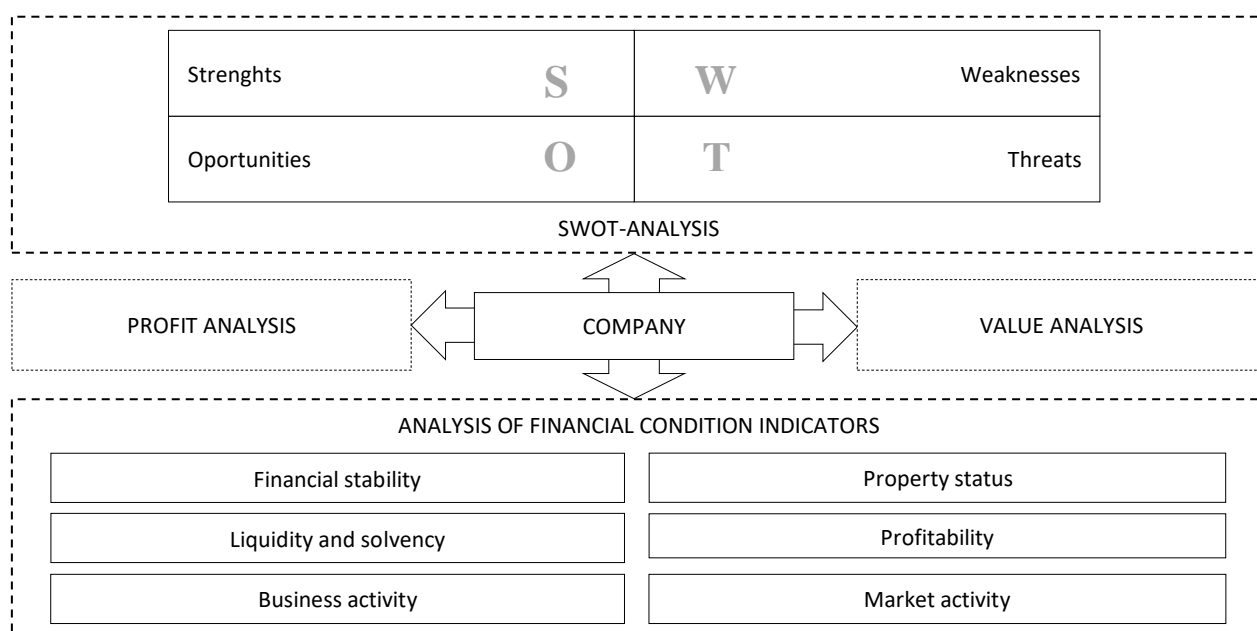 Strenghts S W Weaknesses
Oportunities O T Threats
SWOT-ANALYSIS
PROFIT ANALYSIS COMPANY VALUE ANALYSIS
ANALYSIS OF FINANCIAL CONDITION INDICATORS
Financial stability Property status
Liquidity and solvency Profitability
Business activity Market activity